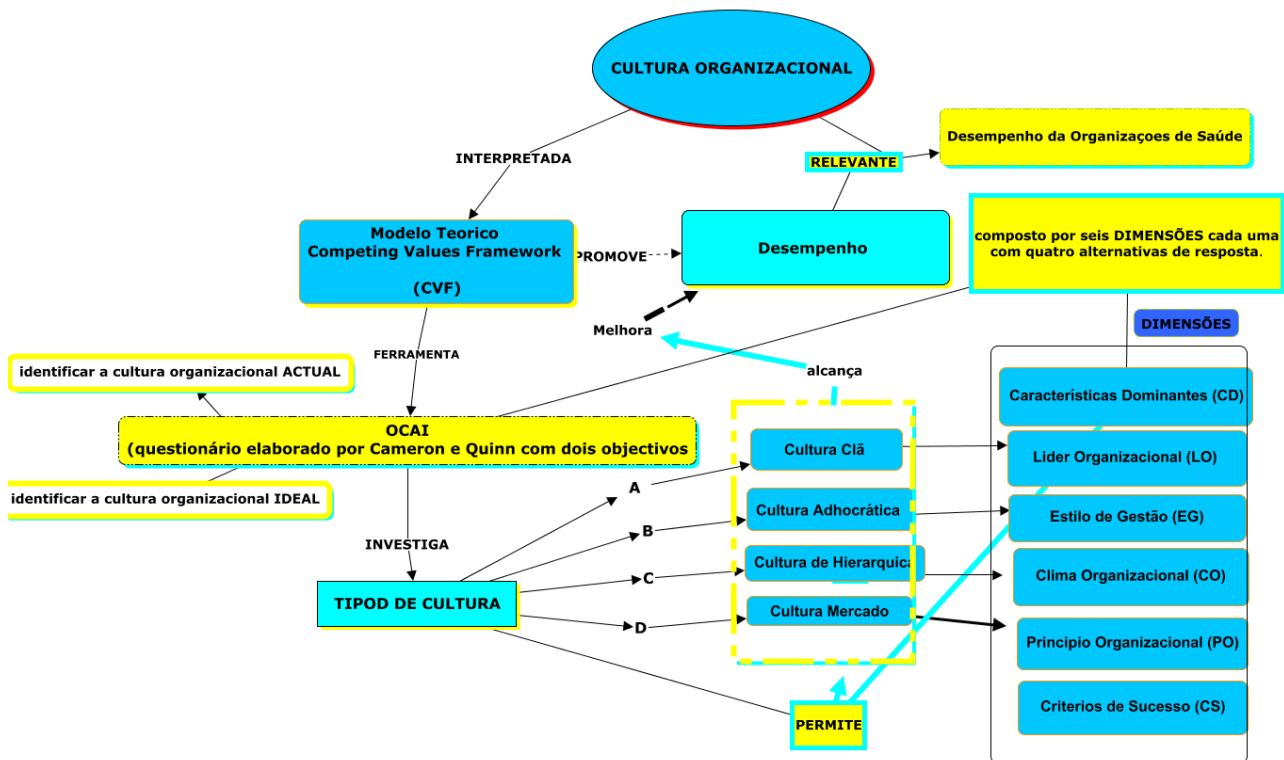 CULTURA ORGANIZACIONAL
Desempenho da Organizaçoes de Saúde
INTERPRETADA
RELEVANTE
Modelo Teorico
Competing Values Framework
(CVF)
PROMOVE
Desempenho
composto por seis DIMENSÕES cada uma
com quatro alternativas de resposta.
Melhora
DIMENSÕES
FERRAMENTA
identificar a cultura organizacional ACTUAL
alcança
Características Dominantes (CD)
OCAI
(questionário elaborado por Cameron e Quinn com dois objectivos
Cultura Clã
Lider Organizacional (LO)
identificar a cultura organizacional IDEAL
A
Cultura Adhocrática
Estilo de Gestão (EG)
B
INVESTIGA
Cultura de Hierarquica
C
Clima Organizacional (CO)
TIPOD DE CULTURA
Cultura Mercado
D
Principio Organizacional (PO)
Criterios de Sucesso (CS)
PERMITE